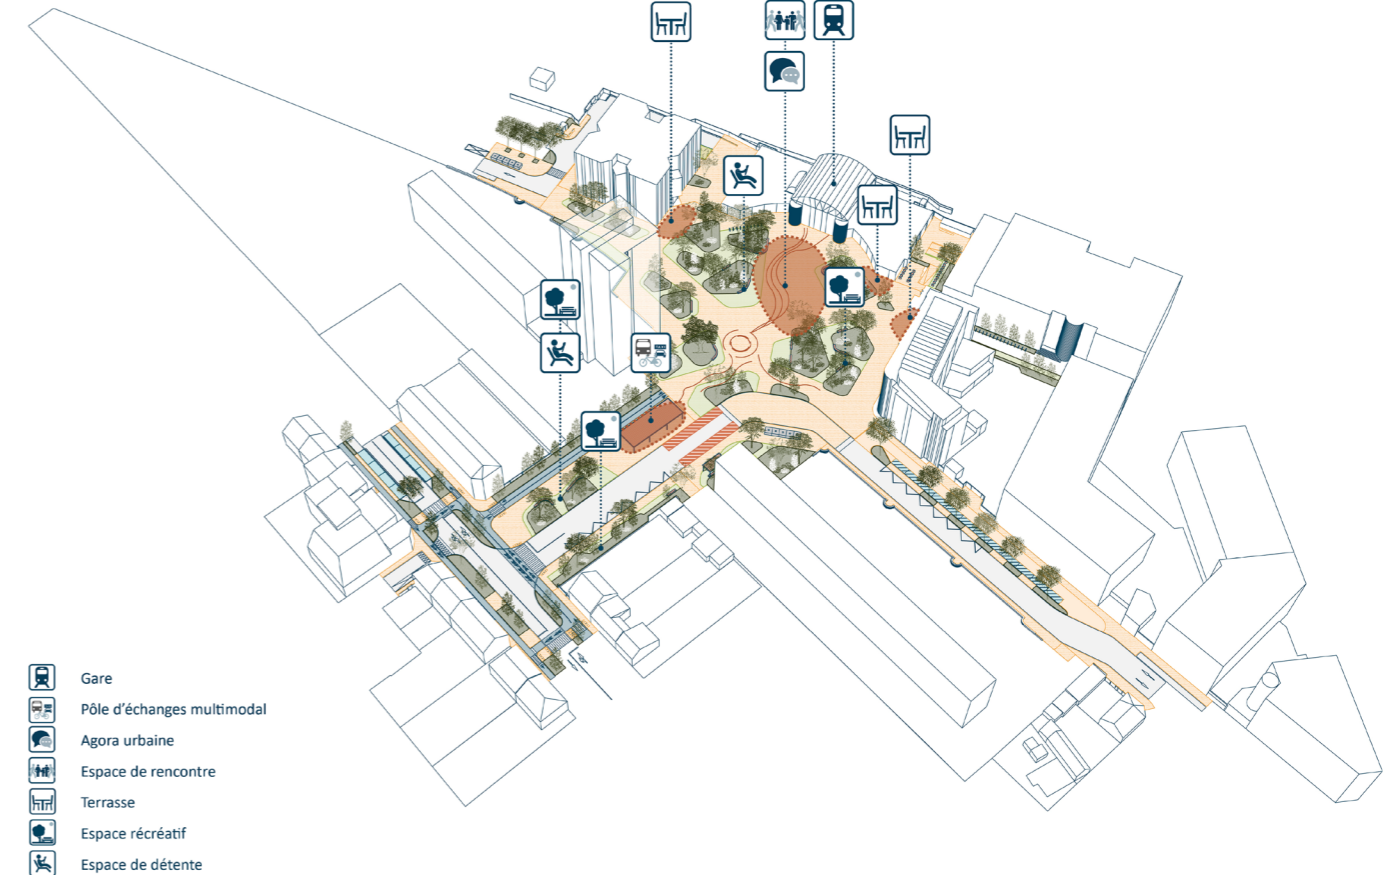 Gare
Pôle d'échanges multimodal
Agora urbaine
Espace de rencontre
Terrasse
Espace récréatif
Espace de détente